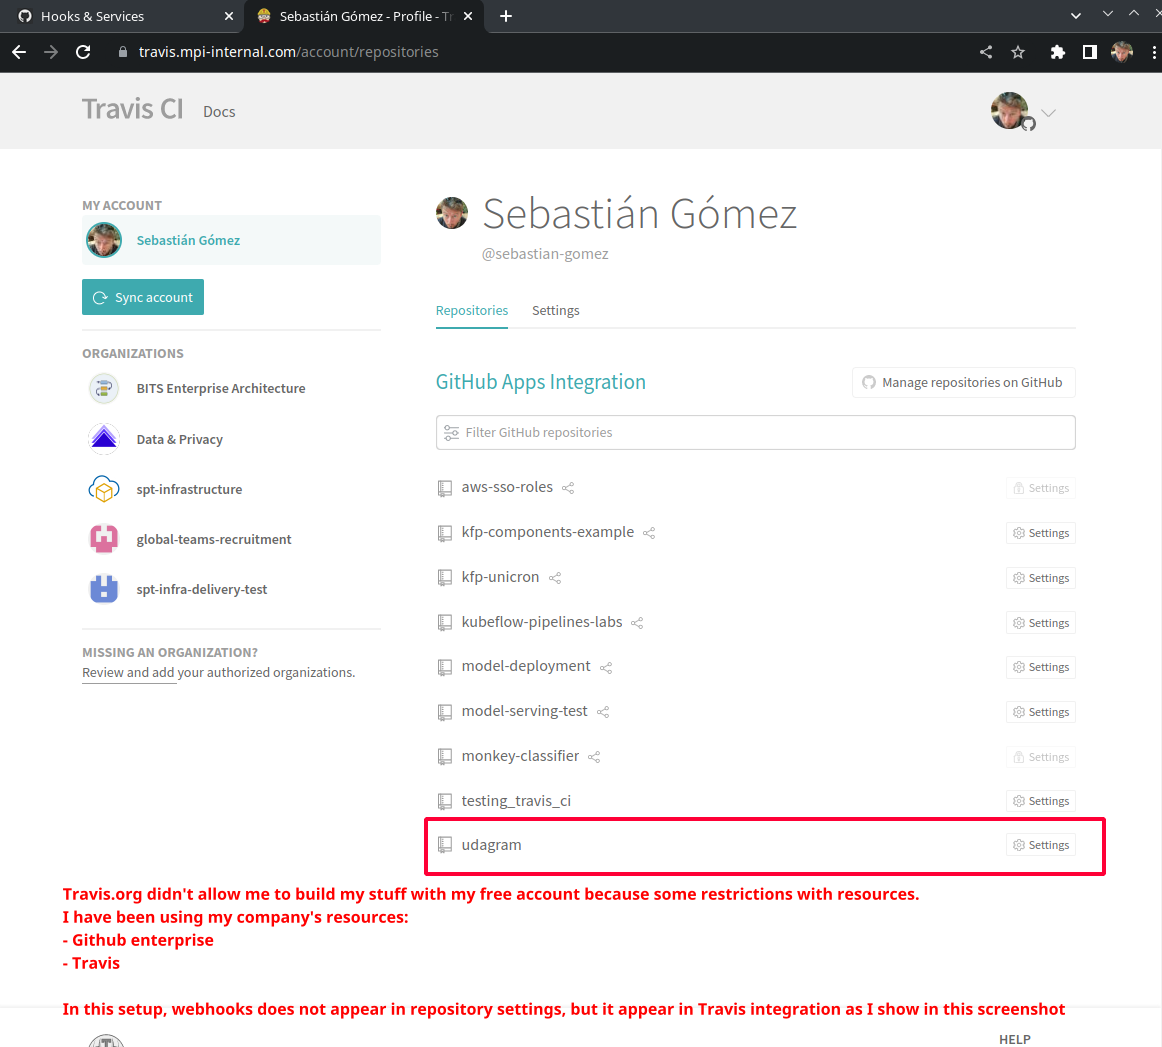 Hooks & Services
Sebastián Gómez - Profile - Tr
travis.mpi-internal.com/account/repositories
Travis CI
Docs
MY ACCOUNT
Sebastián Gómez
Sync account
ORGANIZATIONS
BITS Enterprise Architecture
Data & Privacy
spt-infrastructure
global-teams-recruitment
spt-infra-delivery-test
MISSING AN ORGANIZATION?
Review and add your authorized organizations.
Sebastián Gómez
@sebastian-gomez
Repositories Settings
GitHub Apps Integration
Manage repositories on GitHub
Filter GitHub repositories
aws-sso-roles Settings
kfp-components-example Settings
kfp-unicron Settings
kubeflow-pipelines-labs Settings
model-deployment Settings
model-serving-test Settings
monkey-classifier Settings
testing_travis_ci Settings
udagram Settings
Travis.org didn't allow me to build my stuff with my free account because some restrictions with resources.
I have been using my company's resources:
- Github enterprise
- Travis
In this setup, webhooks does not appear in repository settings, but it appear in Travis integration as I show in this screenshot
HELP